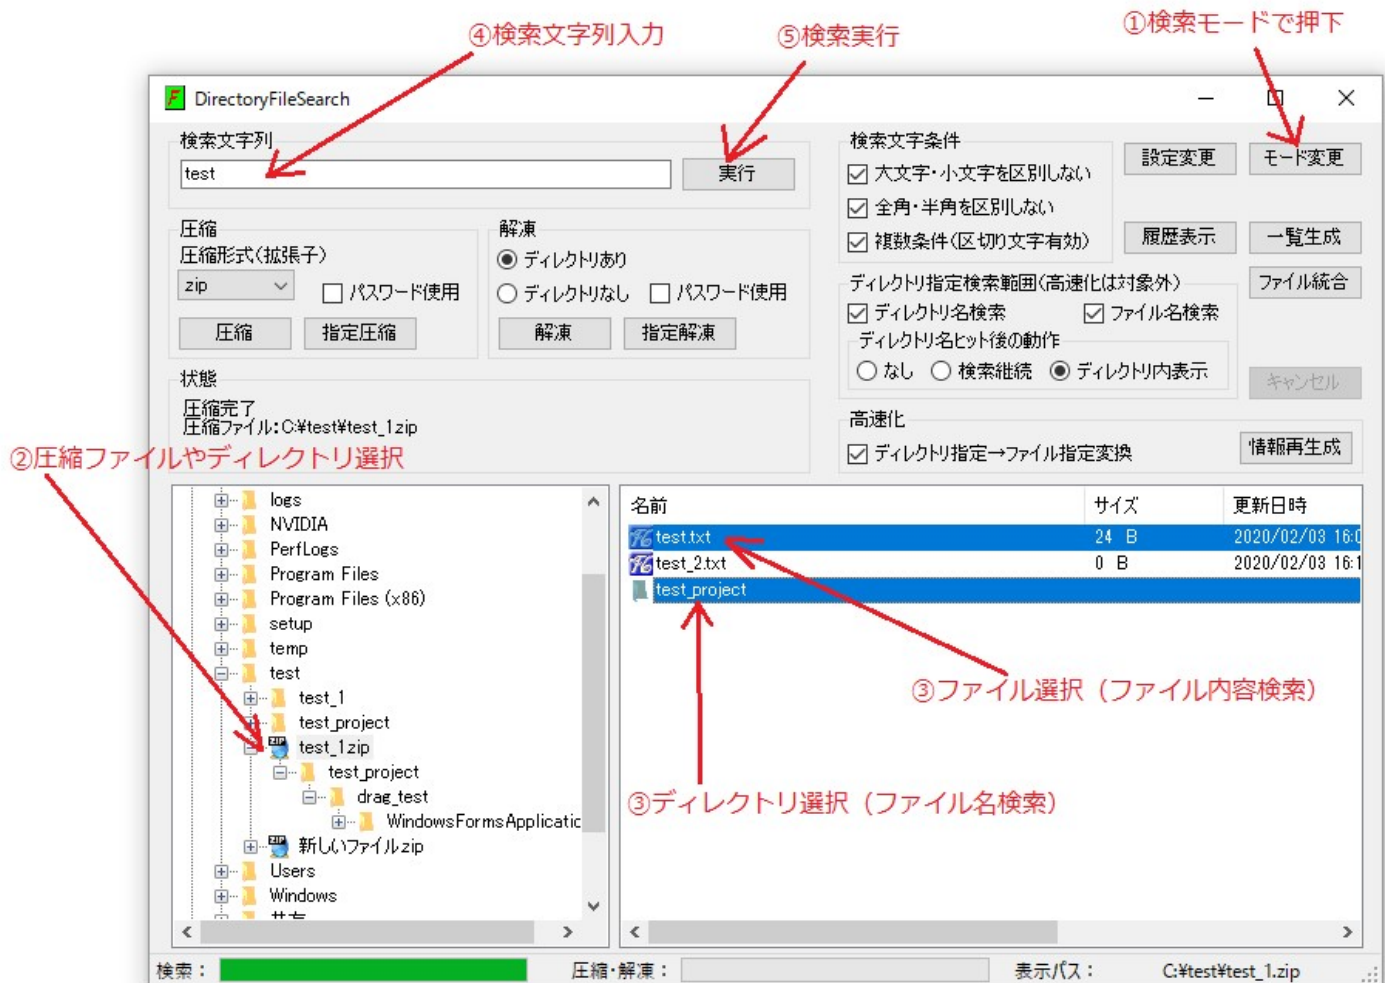 ④検索文字列入力
⑤検索実行
①検索モードで押下
DirectoryFileSearch
検索文字列
test
実行
圧縮
圧縮形式(拡張子)
zip
パスワード使用
圧縮
指定圧縮
解凍
ディレクトリあり
ディレクトリなし
パスワード使用
解凍
指定解凍
状態
圧縮完了
圧縮ファイル:C:¥test¥test_1.zip
検索文字条件
大文字・小文字を区別しない
全角・半角を区別しない
複数条件(区切り文字有効)
設定変更
モード変更
履歴表示
一覧生成
ファイル統合
ディレクトリ指定検索範囲(高速化は対象外)
ディレクトリ名検索
ファイル名検索
ディレクトリ名ヒット後の動作
なし
検索継続
ディレクトリ内表示
キャンセル
高速化
ディレクトリ指定→ファイル指定変換
情報再生成
②圧縮ファイルやディレクトリ選択
logs
NVIDIA
PerfLogs
Program Files
Program Files (x86)
setup
temp
test
test_1
test_project
test_1.zip
test_project
drag_test
WindowsFormsApplicatic
新しいファイル.zip
Users
Windows
名前 サイズ 更新日時
test.txt 24 B 2020/02/03 16:0
test_2.txt 0 B 2020/02/03 16:1
test_project
③ファイル選択（ファイル内容検索）
③ディレクトリ選択（ファイル名検索）
検索：
圧縮・解凍：
表示パス：
C:¥test¥test_1.zip